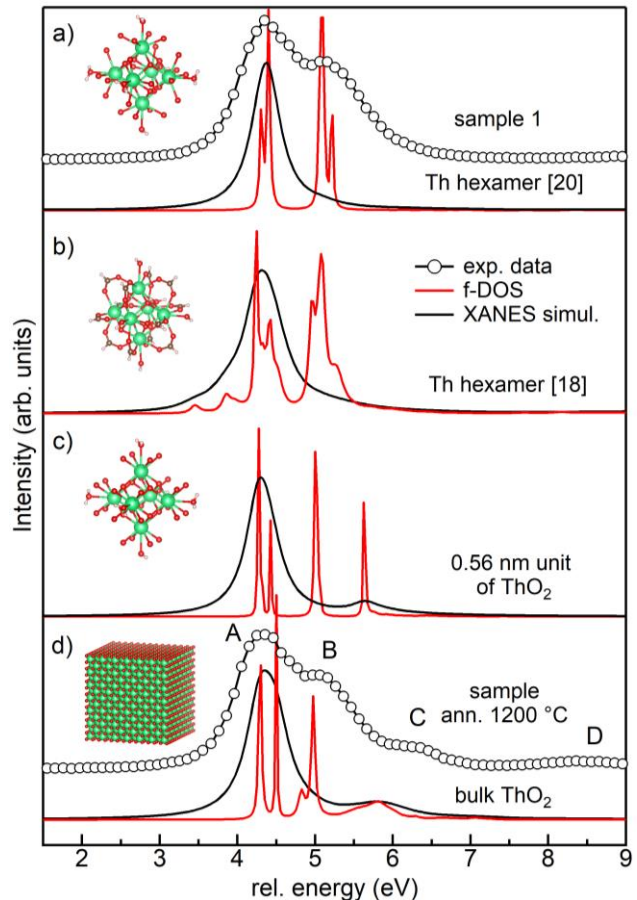 a)
sample 1
Th hexamer [20]
b)
exp. data
f-DOS
XANES simul.
Th hexamer [18]
c)
0.56 nm unit
of ThO₂
d)
A
B
C
D
sample
ann. 1200 °C
bulk ThO₂
Intensity (arb. units)
2 3 4 5 6 7 8 9
rel. energy (eV)